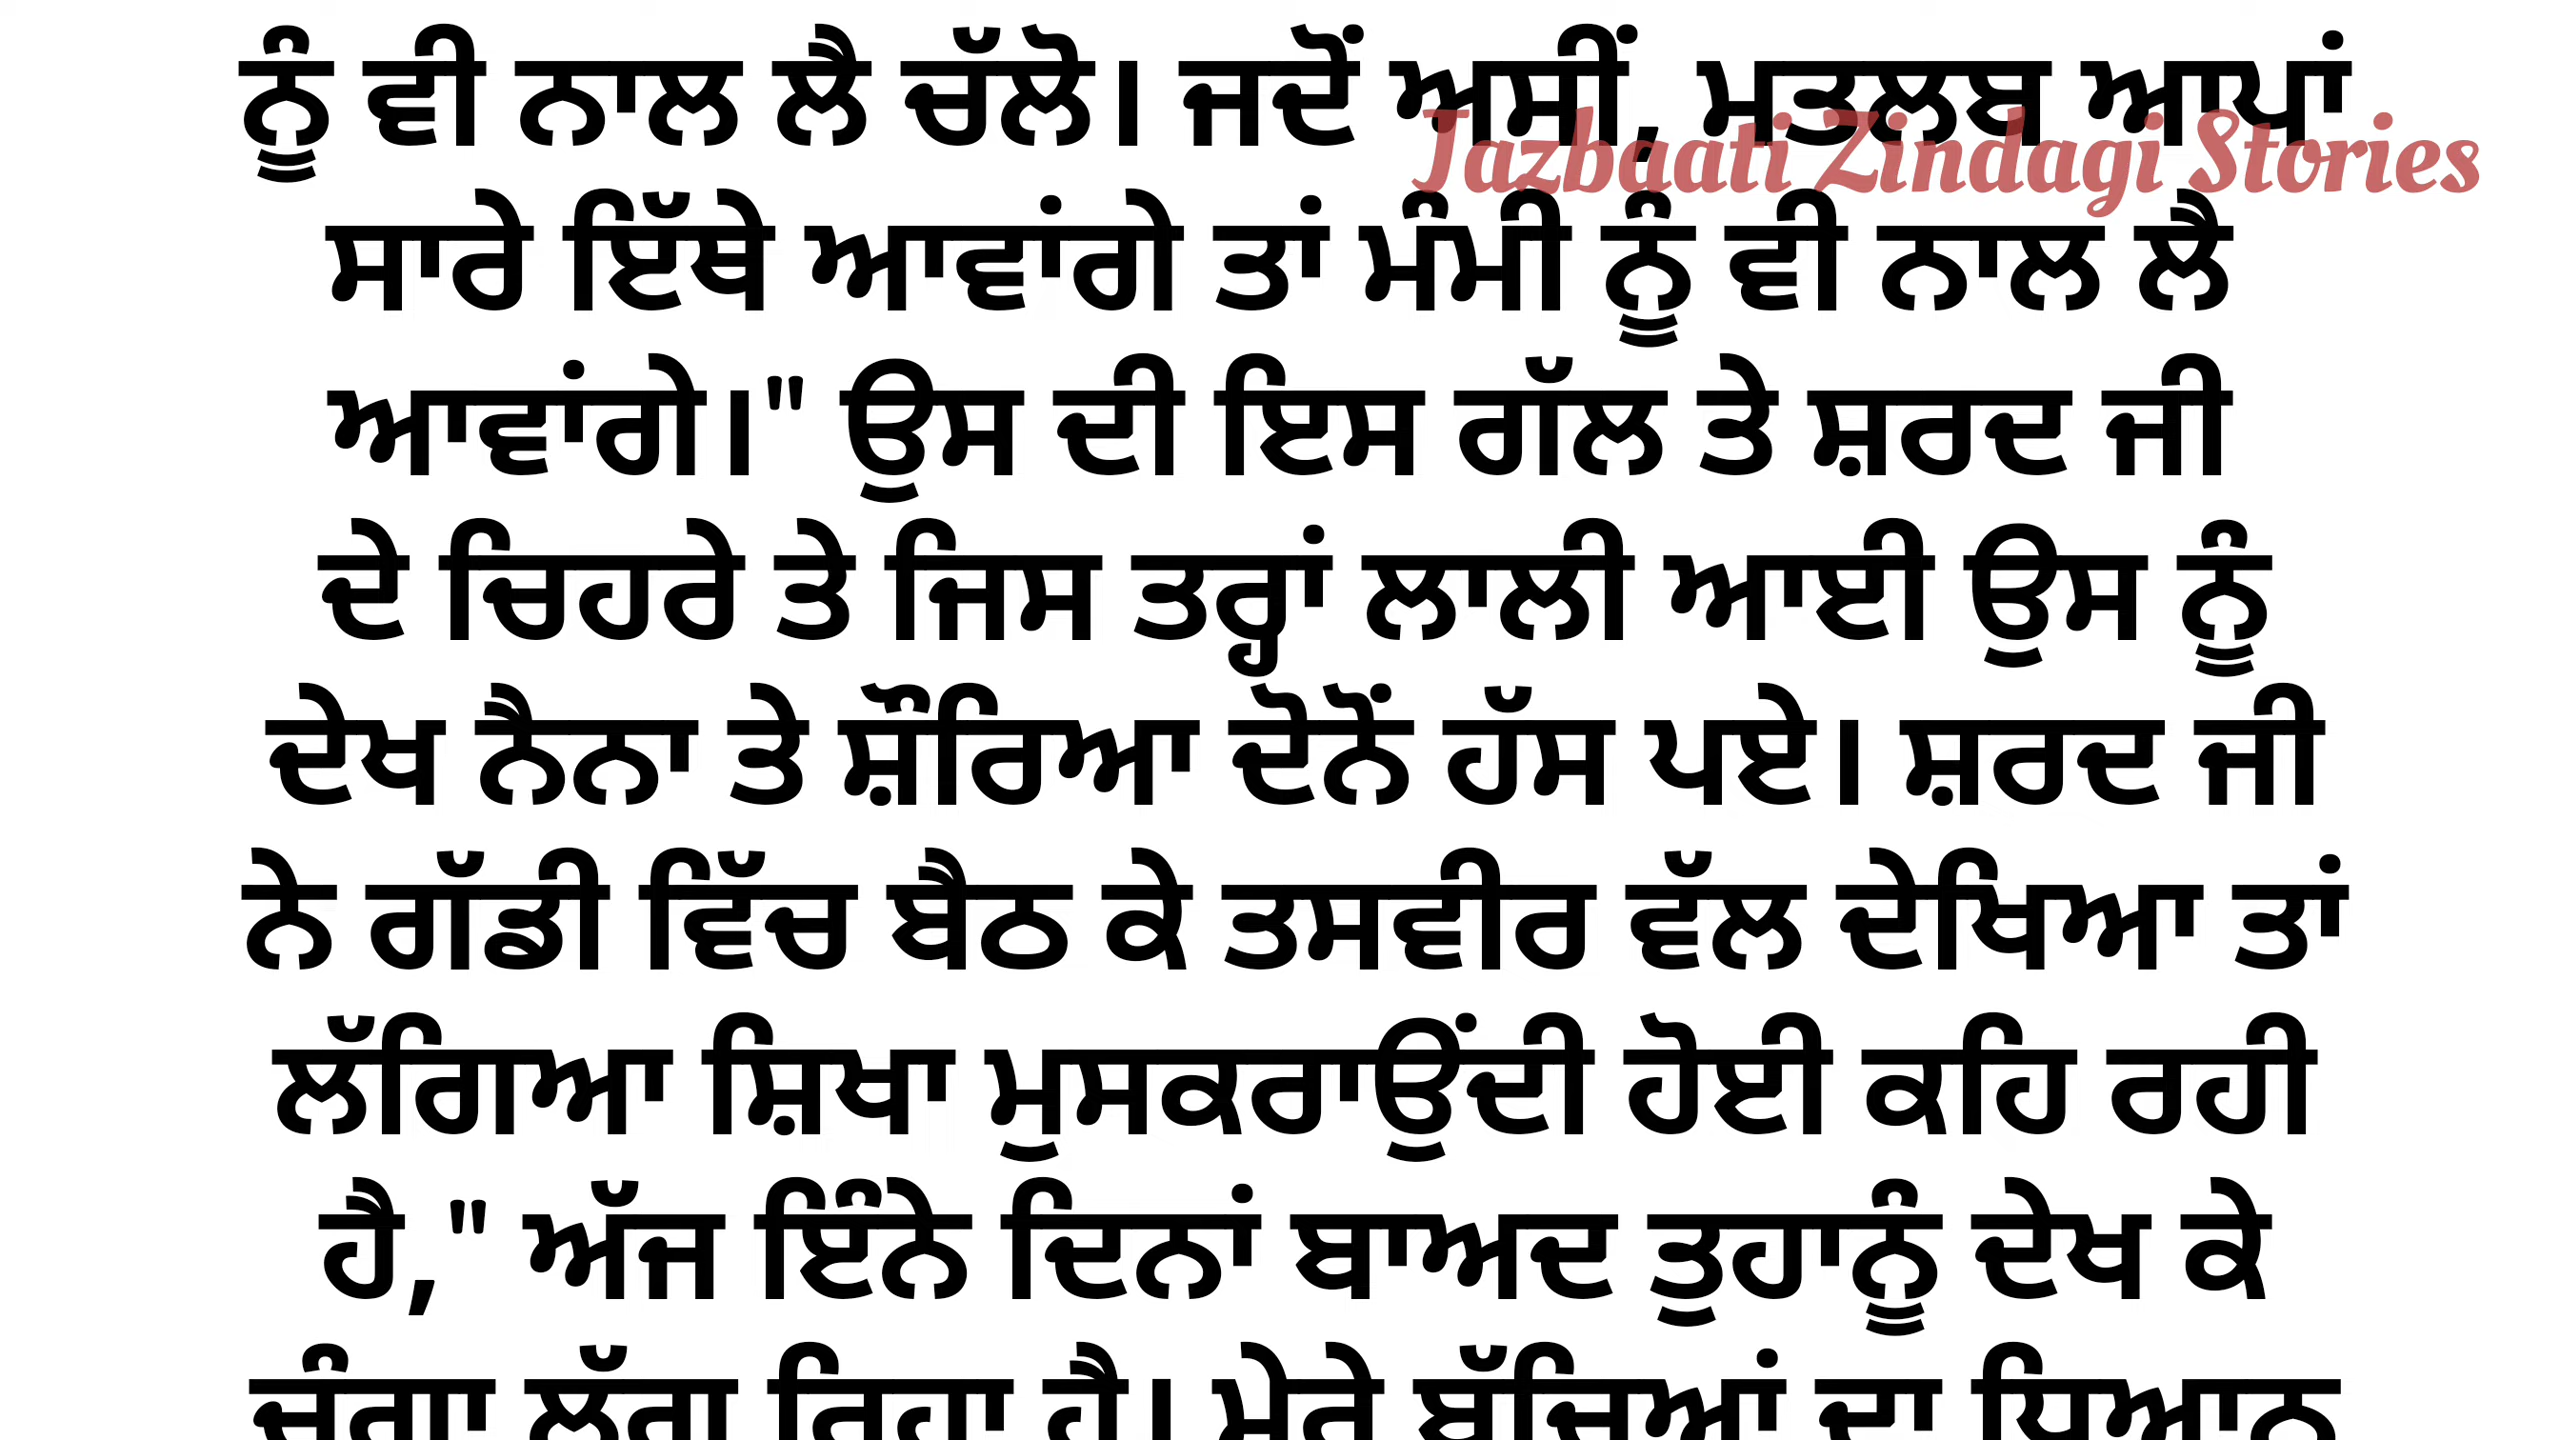 ਨੂੰ ਵੀ ਨਾਲ ਲੈ ਚੱਲੋ। ਜਦੋਂ ਅਸੀਂ, ਮਤਲਬ ਆਪਾਂ
Jazbaati Zindagi Stories
ਸਾਰੇ ਇੱਥੇ ਆਵਾਂਗੇ ਤਾਂ ਮੰਮੀ ਨੂੰ ਵੀ ਨਾਲ ਲੈ
ਆਵਾਂਗੇ।" ਉਸ ਦੀ ਇਸ ਗੱਲ ਤੇ ਸ਼ਰਦ ਜੀ
ਦੇ ਚਿਹਰੇ ਤੇ ਜਿਸ ਤਰ੍ਹਾਂ ਲਾਲੀ ਆਈ ਉਸ ਨੂੰ
ਦੇਖ ਨੈਨਾ ਤੇ ਸ਼ੌਰਿਆ ਦੋਨੋਂ ਹੱਸ ਪਏ। ਸ਼ਰਦ ਜੀ
ਨੇ ਗੱਡੀ ਵਿੱਚ ਬੈਠ ਕੇ ਤਸਵੀਰ ਵੱਲ ਦੇਖਿਆ ਤਾਂ
ਲੱਗਿਆ ਸ਼ਿਖਾ ਮੁਸਕਰਾਉਂਦੀ ਹੋਈ ਕਹਿ ਰਹੀ
ਹੈ," ਅੱਜ ਇੰਨੇ ਦਿਨਾਂ ਬਾਅਦ ਤੁਹਾਨੂੰ ਦੇਖ ਕੇ
ਚੰਗਾ ਲੱਗ ਰਿਹਾ ਹੈ। ਮੇਰੇ ਬੱਚਿਆਂ ਦਾ ਧਿਆਨ